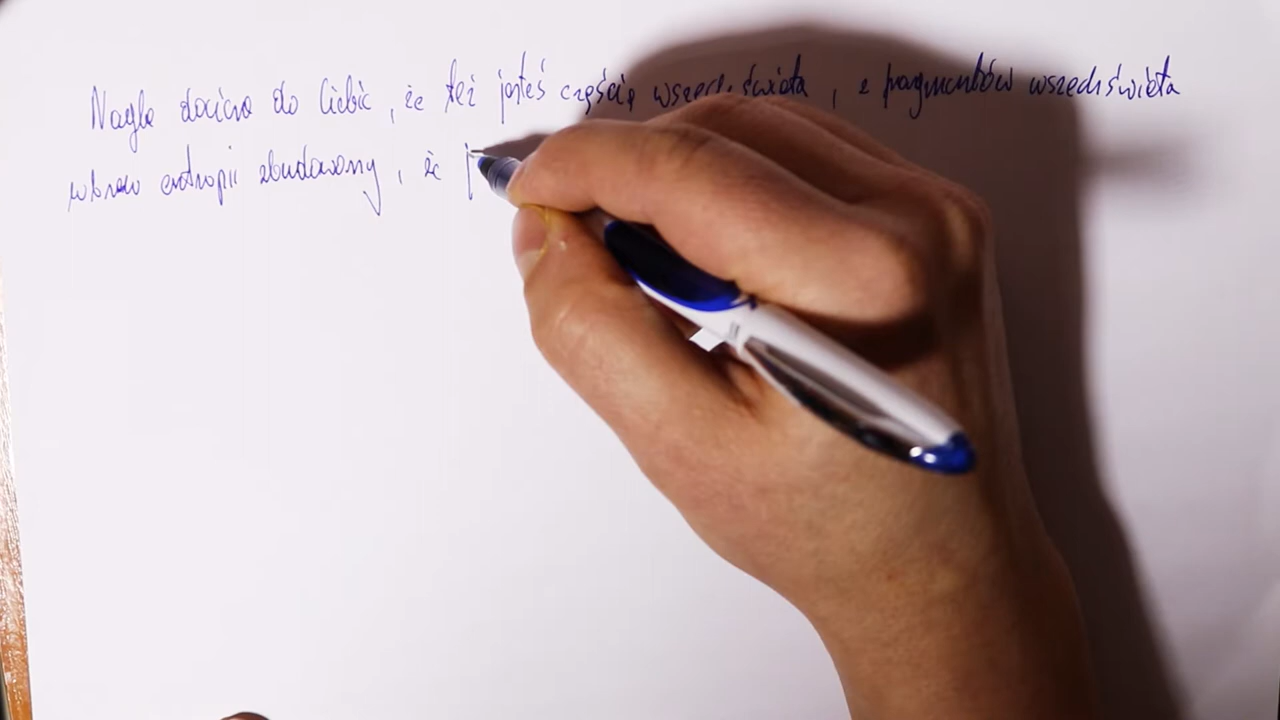 Nagle dociera do Ciebie, że też jesteś częścią wszechświata, z fragmentów wszechświata
wbrew entropii zbudowany, że